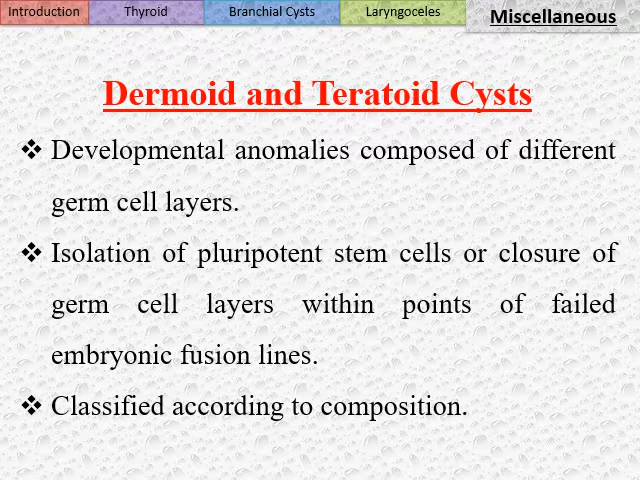 Introduction Thyroid Branchial Cysts Laryngoceles Miscellaneous
Dermoid and Teratoid Cysts
❖ Developmental anomalies composed of different
germ cell layers.
❖ Isolation of pluripotent stem cells or closure of
germ cell layers within points of failed
embryonic fusion lines.
❖ Classified according to composition.